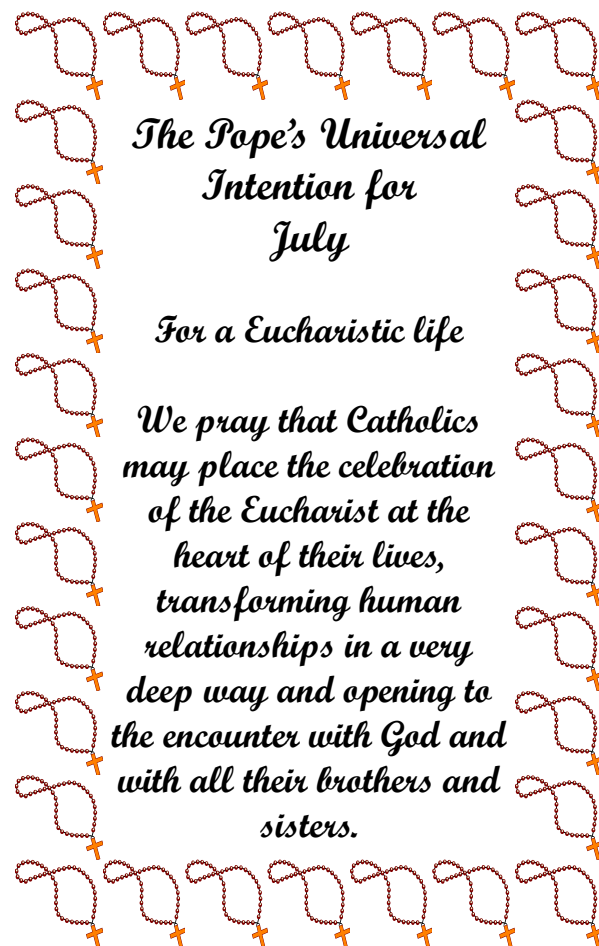 The Pope's Universal
Intention for
July
For a Eucharistic life
We pray that Catholics
may place the celebration
of the Eucharist at the
heart of their lives,
transforming human
relationships in a very
deep way and opening to
the encounter with God and
with all their brothers and
sisters.